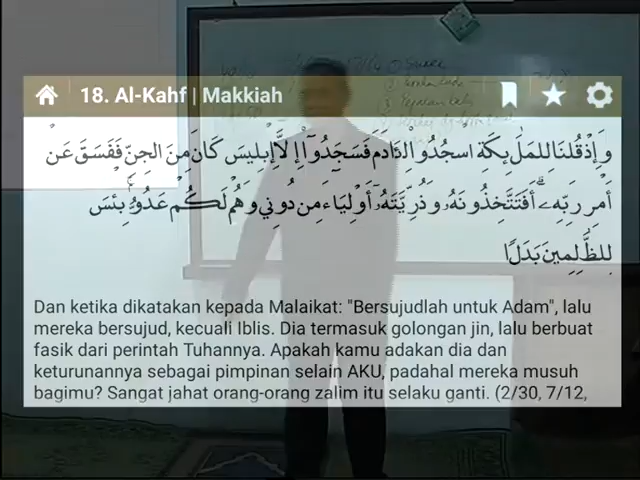 18. Al-Kahf | Makkiah
وَإِذْ قُلْنَا لِلْمَلَٰٓئِكَةِ ٱسْجُدُوا۟ لِءَادَمَ فَسَجَدُوٓا۟ إِلَّآ إِبْلِيسَ كَانَ مِنَ ٱلْجِنِّ فَفَسَقَ عَنْ
أَمْرِ رَبِّهِۦٓ ۗ أَفَتَتَّخِذُونَهُۥ وَذُرِّيَّتَهُۥٓ أَوْلِيَآءَ مِن دُونِى وَهُمْ لَكُمْ عَدُوٌّۢ ۚ بِئْسَ
لِلظَّٰلِمِينَ بَدَلًا
Dan ketika dikatakan kepada Malaikat: "Bersujudlah untuk Adam", lalu
mereka bersujud, kecuali Iblis. Dia termasuk golongan jin, lalu berbuat
fasik dari perintah Tuhannya. Apakah kamu adakan dia dan
keturunannya sebagai pimpinan selain AKU, padahal mereka musuh
bagimu? Sangat jahat orang-orang zalim itu selaku ganti. (2/30, 7/12,